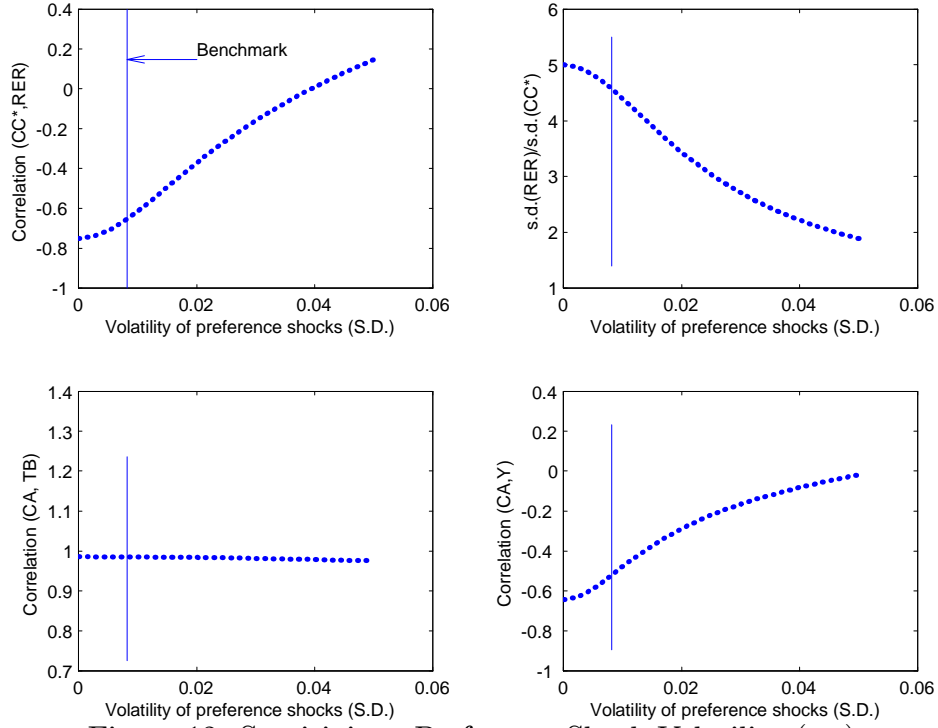 0.4
0.2
0
-0.2
-0.4
-0.6
-0.8
-1
Correlation (CC*,RER)
Benchmark
0 0.02 0.04 0.06
Volatility of preference shocks (S.D.)
6
5
4
3
2
1
s.d.(RER)/s.d.(CC*)
0 0.02 0.04 0.06
Volatility of preference shocks (S.D.)
1.4
1.3
1.2
1.1
1
0.9
0.8
0.7
Correlation (CA, TB)
0 0.02 0.04 0.06
Volatility of preference shocks (S.D.)
0.4
0.2
0
-0.2
-0.4
-0.6
-0.8
-1
Correlation (CA,Y)
0 0.02 0.04 0.06
Volatility of preference shocks (S.D.)